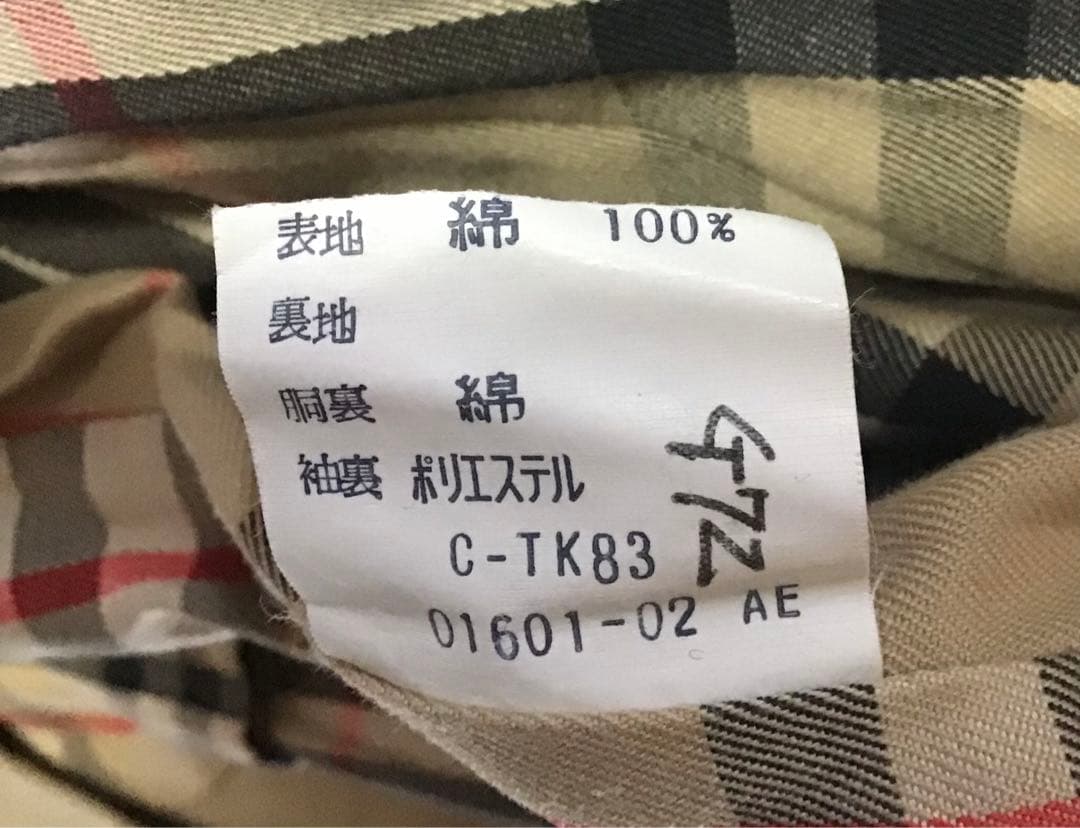 表地 綿 100%
裏地
胴裏 綿
袖裏 ポリエステル
C-TK83
01601-02 AE